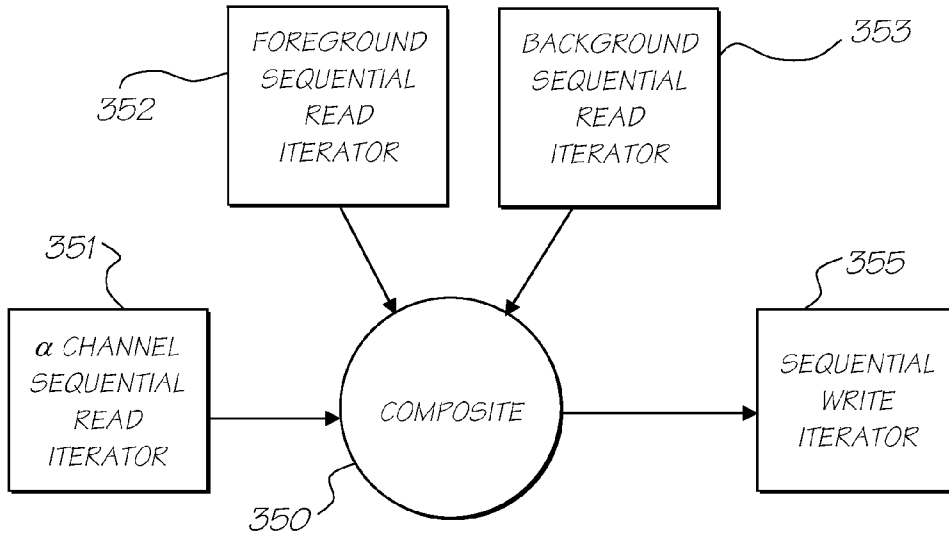 FOREGROUND
SEQUENTIAL
READ
ITERATOR
352
BACKGROUND
SEQUENTIAL
READ
ITERATOR
353
351
α CHANNEL
SEQUENTIAL
READ
ITERATOR
COMPOSITE
350
355
SEQUENTIAL
WRITE
ITERATOR